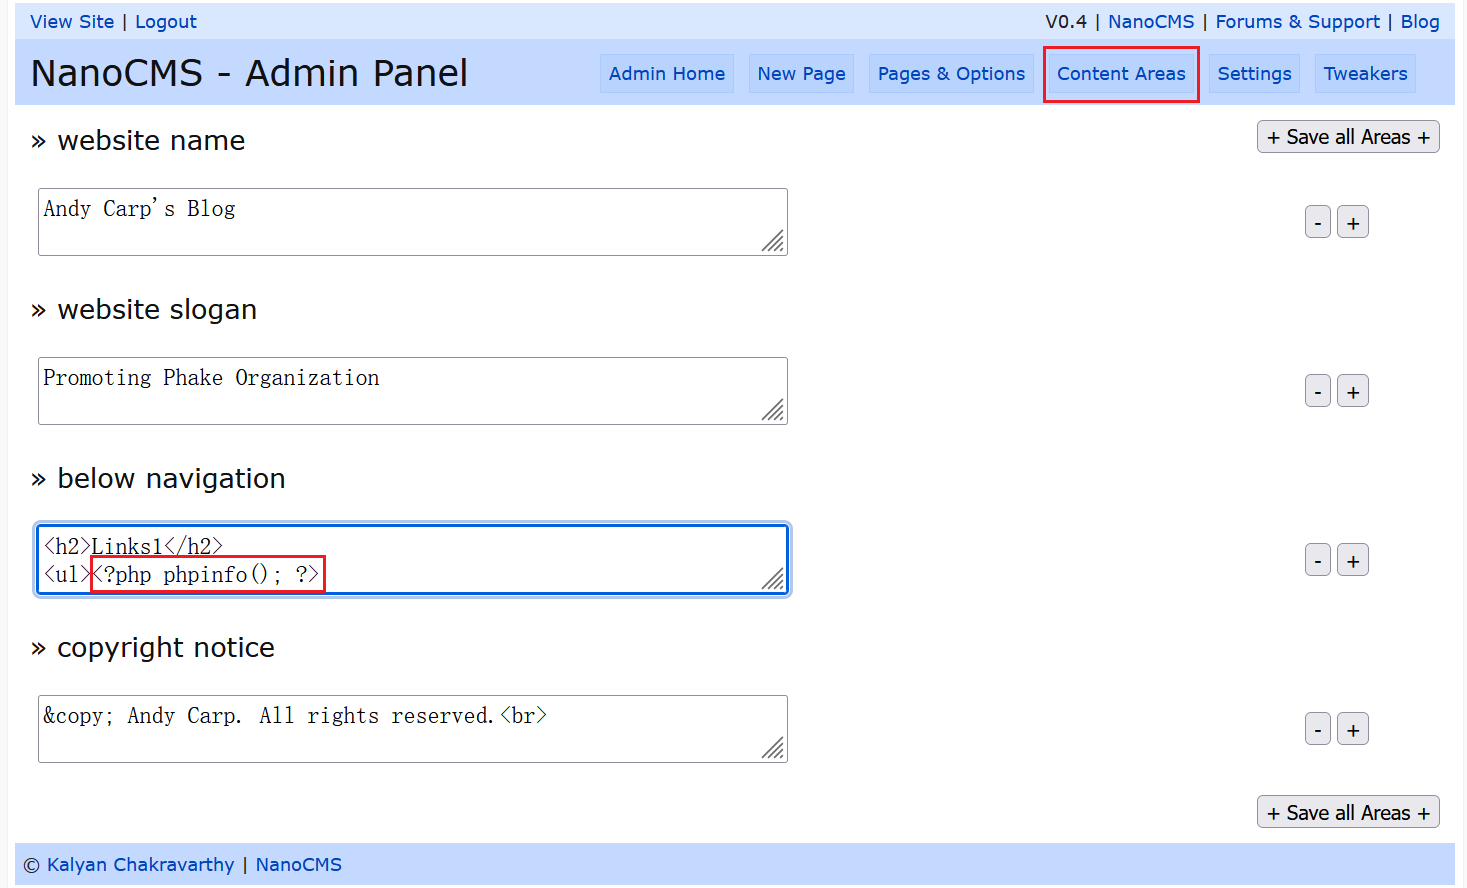 View Site | Logout
V0.4 | NanoCMS | Forums & Support | Blog
NanoCMS - Admin Panel
Admin Home
New Page
Pages & Options
Content Areas
Settings
Tweakers
» website name
+ Save all Areas +
Andy Carp's Blog
- +
» website slogan
Promoting Phake Organization
- +
» below navigation
<h2>Links1</h2>
<ul><?php phpinfo(); ?>
- +
» copyright notice
&copy; Andy Carp. All rights reserved.<br>
- +
+ Save all Areas +
© Kalyan Chakravarthy | NanoCMS